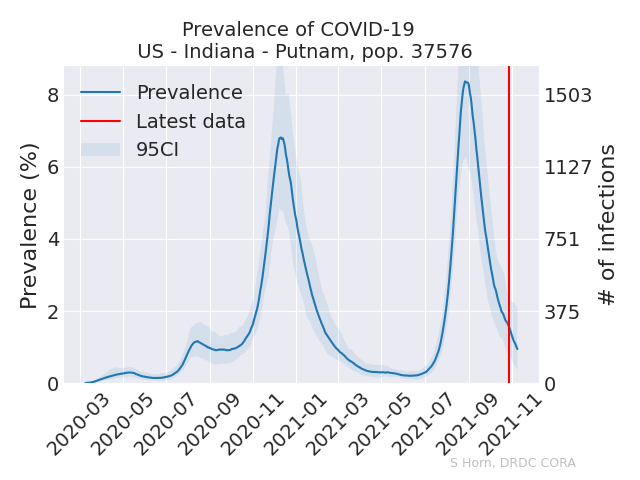 Prevalence of COVID-19
US - Indiana - Putnam, pop. 37576
Prevalence
Latest data
95CI
Prevalence (%)
8
6
4
2
0
1503
1127
751
375
0
# of infections
2020-03
2020-05
2020-07
2020-09
2020-11
2021-01
2021-03
2021-05
2021-07
2021-09
2021-11
S Horn, DRDC CORA